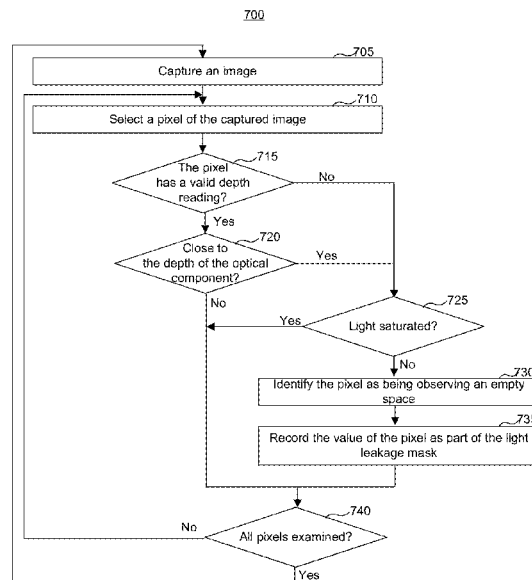 700
705
Capture an image
710
Select a pixel of the captured image
715
The pixel
has a valid depth
reading?
No
Yes
720
Close to
the depth of the optical
component?
Yes
No
725
Light saturated?
Yes
No
730
Identify the pixel as being observing an empty
space
735
Record the value of the pixel as part of the light
leakage mask
740
All pixels examined?
No
Yes